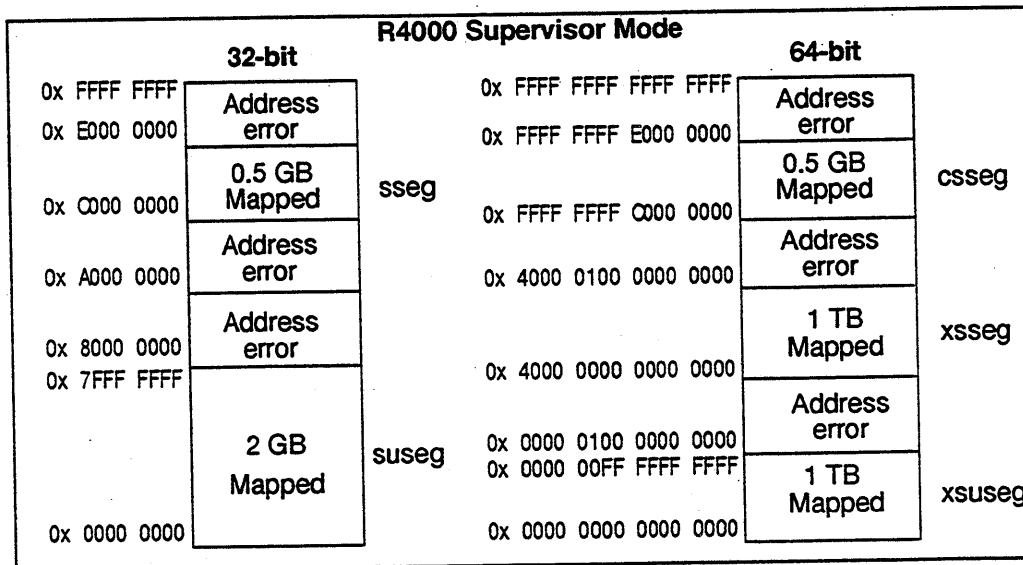 R4000 Supervisor Mode
32-bit
0x FFFF FFFF
Address
error
0x E000 0000
0.5 GB
Mapped
sseg
0x C000 0000
Address
error
0x A000 0000
Address
error
0x 8000 0000
0x 7FFF FFFF
2 GB
Mapped
suseg
0x 0000 0000
64-bit
0x FFFF FFFF FFFF FFFF
Address
error
0x FFFF FFFF E000 0000
0.5 GB
Mapped
csseg
0x FFFF FFFF C000 0000
Address
error
0x 4000 0100 0000 0000
1 TB
Mapped
xsseg
0x 4000 0000 0000 0000
Address
error
0x 0000 0100 0000 0000
0x 0000 00FF FFFF FFFF
1 TB
Mapped
xsuseg
0x 0000 0000 0000 0000